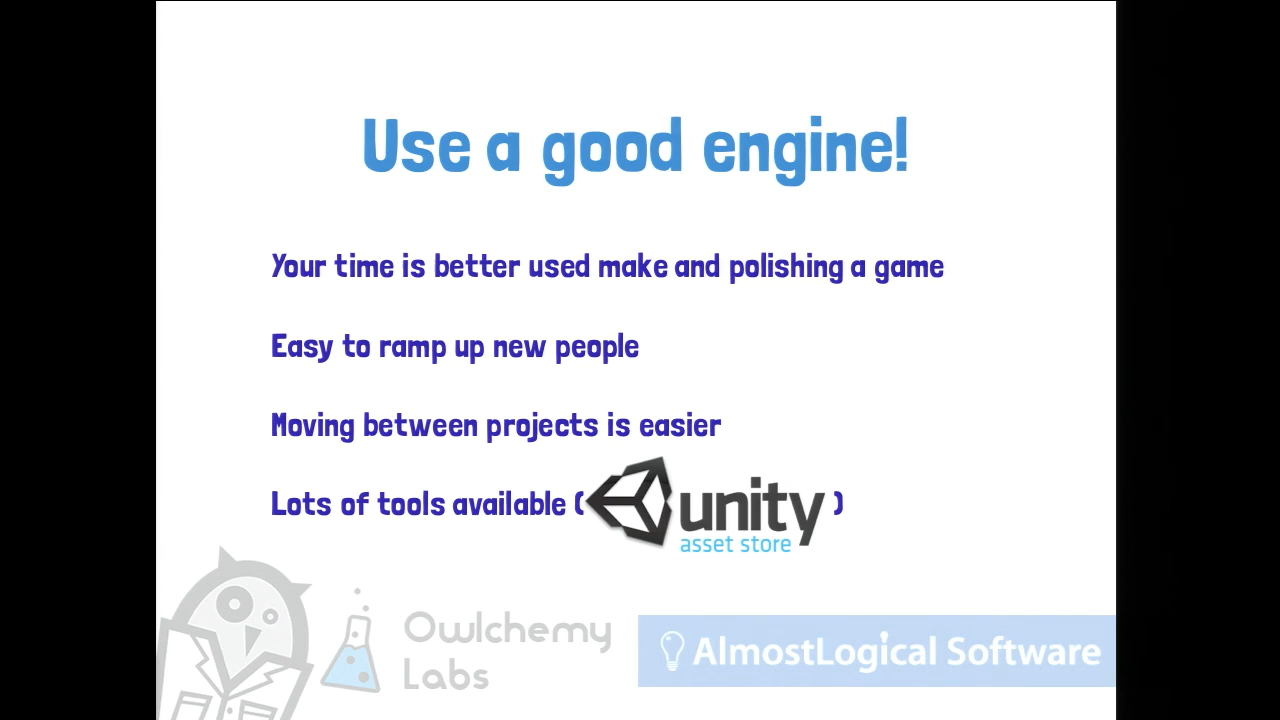 Use a good engine!
Your time is better used make and polishing a game
Easy to ramp up new people
Moving between projects is easier
Lots of tools available (unity asset store)
Owlchemy
Labs
AlmostLogical Software